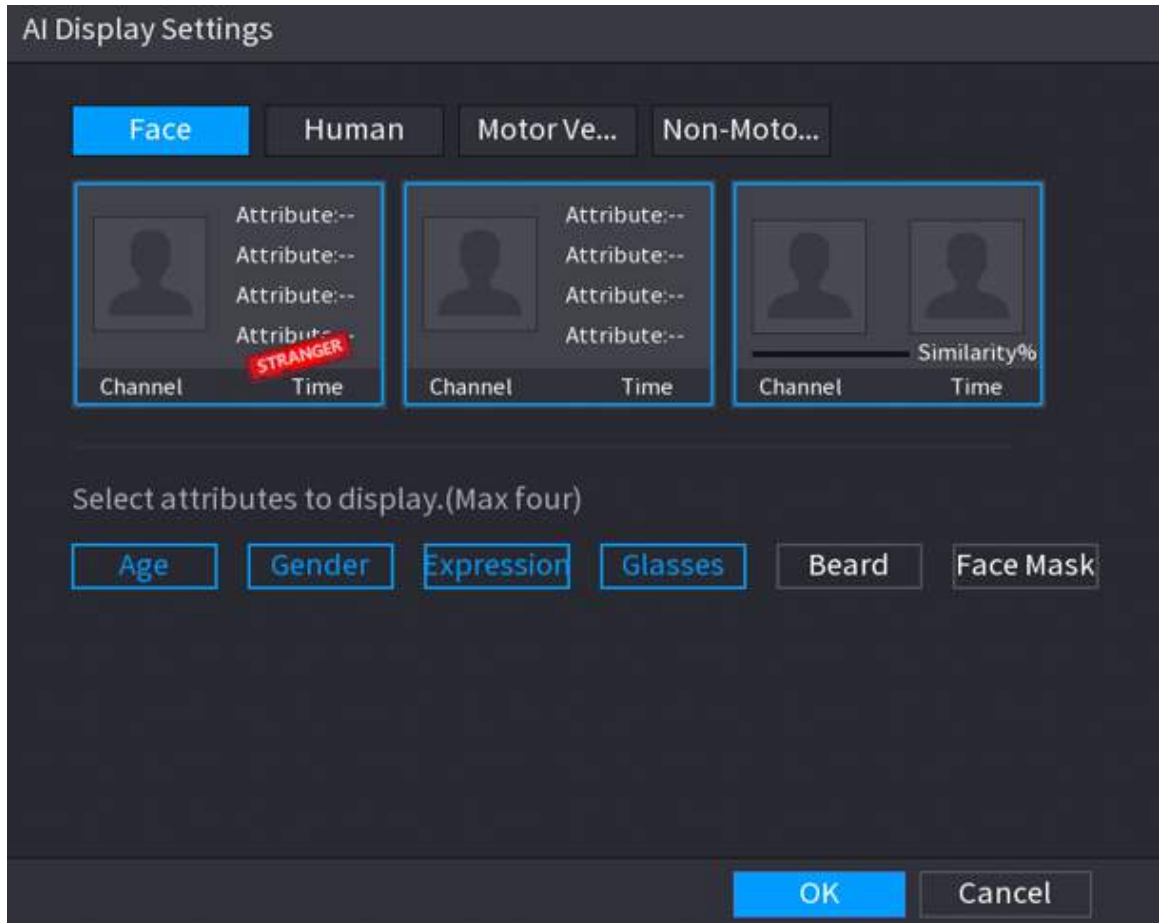 AI Display Settings
Face Human Motor Ve... Non-Moto...
Attribute:-- Attribute:--
Attribute:-- Attribute:--
Attribute:-- Attribute:--
Attribute:-- Attribute:--
STRANGER Similarity%
Channel Time Channel Time Channel Time
Select attributes to display.(Max four)
Age Gender Expression Glasses Beard Face Mask
OK Cancel